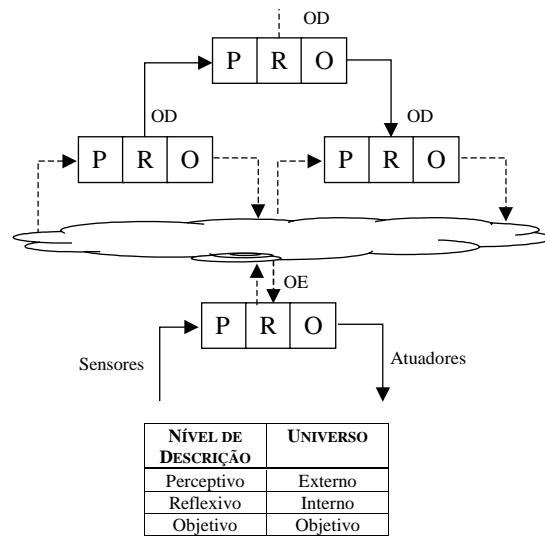 OD
P R O
OD
OD
P R O
P R O
OE
P R O
Sensores
Atuadores
NÍVEL DE DESCRIÇÃO UNIVERSO
Perceptivo Externo
Reflexivo Interno
Objetivo Objetivo